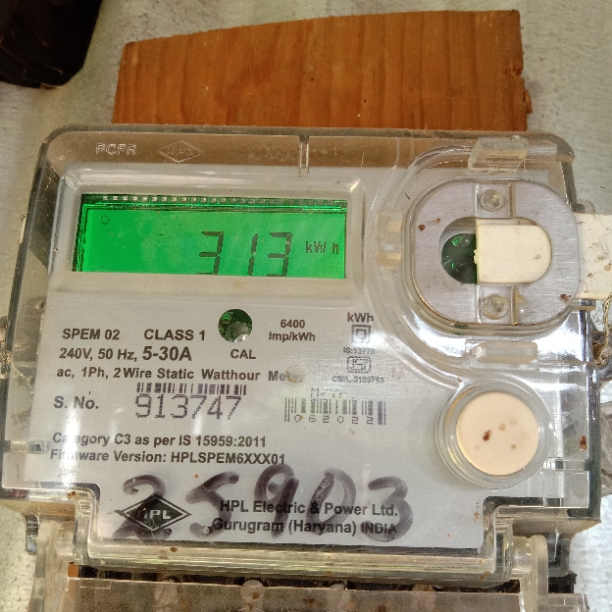 PCFR
313 kWh
SPEM 02 CLASS 1
240V, 50 Hz, 5-30A
CAL
6400
imp/kWh
kWh
ac, 1Ph, 2 Wire Static Watthour Meter
S. No. 913747
062022
Category C3 as per IS 15959:2011
Firmware Version: HPLSPEM6XXX01
25903
HPL
HPL Electric & Power Ltd.
Gurugram (Haryana) INDIA